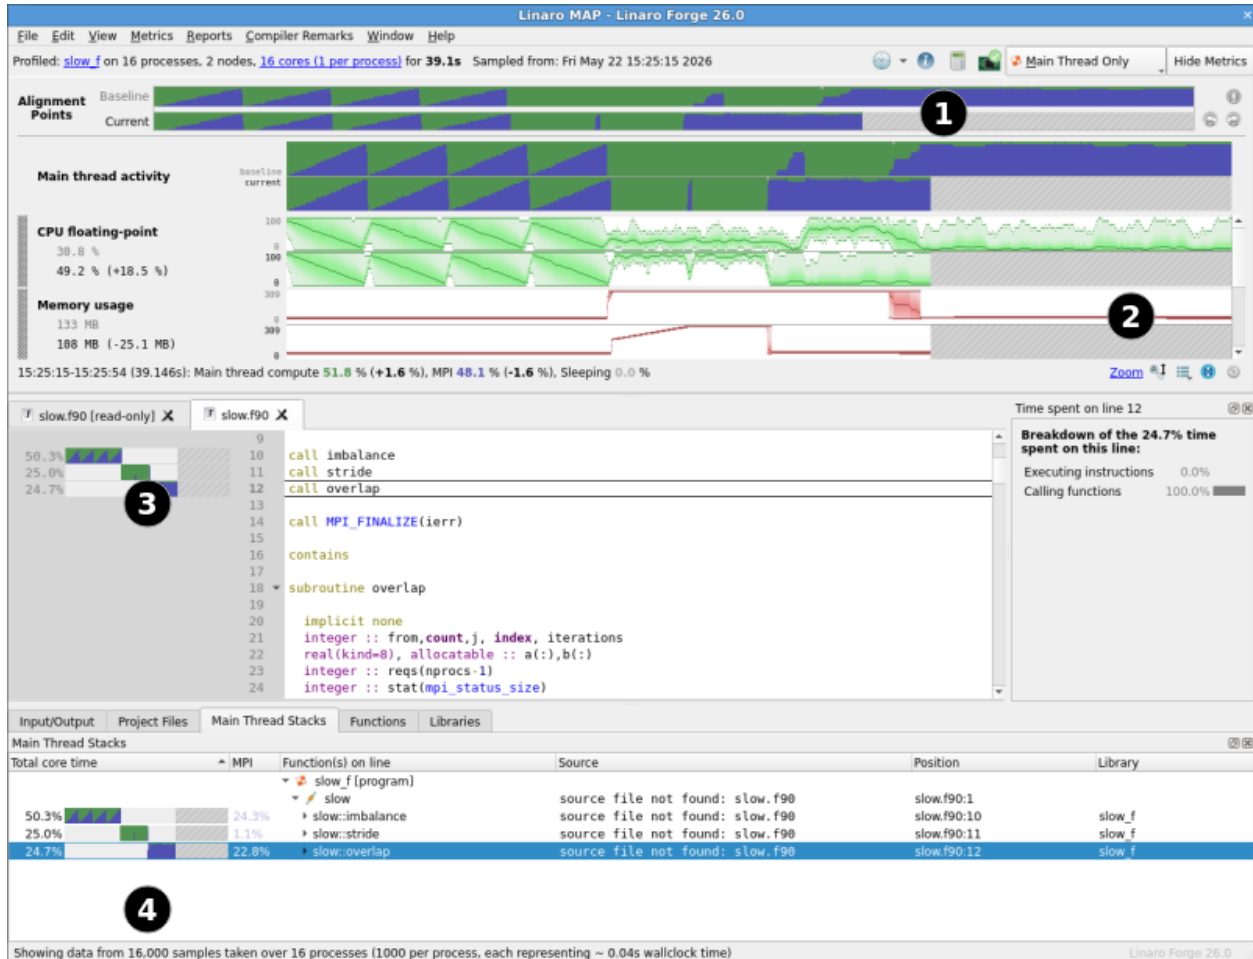 Linaro MAP - Linaro Forge 26.0
File Edit View Metrics Reports Compiler Remarks Window Help
Profiled: slow_f on 16 processes, 2 nodes, 16 cores (1 per process) for 39.1s Sampled from: Fri May 22 15:25:15 2026 Main Thread Only Hide Metrics
Alignment Points
Baseline
Current
1
Main thread activity
baseline
current
CPU floating-point
30.8 %
49.2 % (+18.5 %)
100
0
100
0
Memory usage
133 MB
108 MB (-25.1 MB)
309
0
309
0
2
15:25:15-15:25:54 (39.146s): Main thread compute 51.8 % (+1.6 %), MPI 48.1 % (-1.6 %), Sleeping 0.0 % Zoom
slow.f90 [read-only] slow.f90
50.3%
25.0%
24.7%
3
9
10 call imbalance
11 call stride
12 call overlap
13
14 call MPI_FINALIZE(ierr)
15
16 contains
17
18 subroutine overlap
19
20 implicit none
21 integer :: from,count,j, index, iterations
22 real(kind=8), allocatable :: a(:),b(:)
23 integer :: reqs(nprocs-1)
24 integer :: stat(mpi_status_size)
Time spent on line 12
Breakdown of the 24.7% time
spent on this line:
Executing instructions 0.0%
Calling functions 100.0%
Input/Output Project Files Main Thread Stacks Functions Libraries
Main Thread Stacks
Total core time MPI Function(s) on line Source Position Library
slow_f [program]
slow source file not found: slow.f90 slow.f90:1
50.3% 24.3% slow::imbalance source file not found: slow.f90 slow.f90:10 slow_f
25.0% 1.1% slow::stride source file not found: slow.f90 slow.f90:11 slow_f
24.7% 22.8% slow::overlap source file not found: slow.f90 slow.f90:12 slow_f
4
Showing data from 16,000 samples taken over 16 processes (1000 per process, each representing ~ 0.04s wallclock time) Linaro Forge 26.0